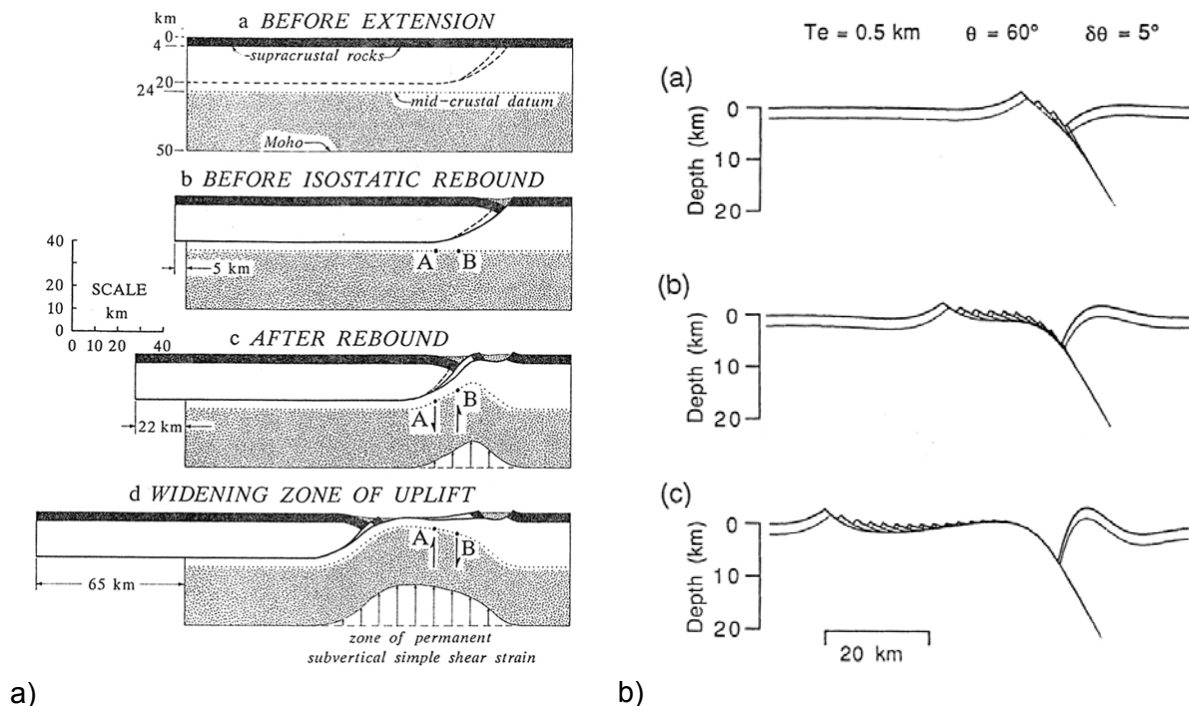 a BEFORE EXTENSION
km
0
4
supracrustal rocks
20
24
mid-crustal datum
Moho
50
b BEFORE ISOSTATIC REBOUND
A B
5 km
40
30
20
10
0
SCALE
km
0 10 20 30 40
c AFTER REBOUND
A B
22 km
d WIDENING ZONE OF UPLIFT
A B
65 km
zone of permanent
subvertical simple shear strain
a)
Te = 0.5 km θ = 60° δθ = 5°
(a)
Depth (km)
0
10
20
(b)
Depth (km)
0
10
20
(c)
Depth (km)
0
10
20
20 km
b)